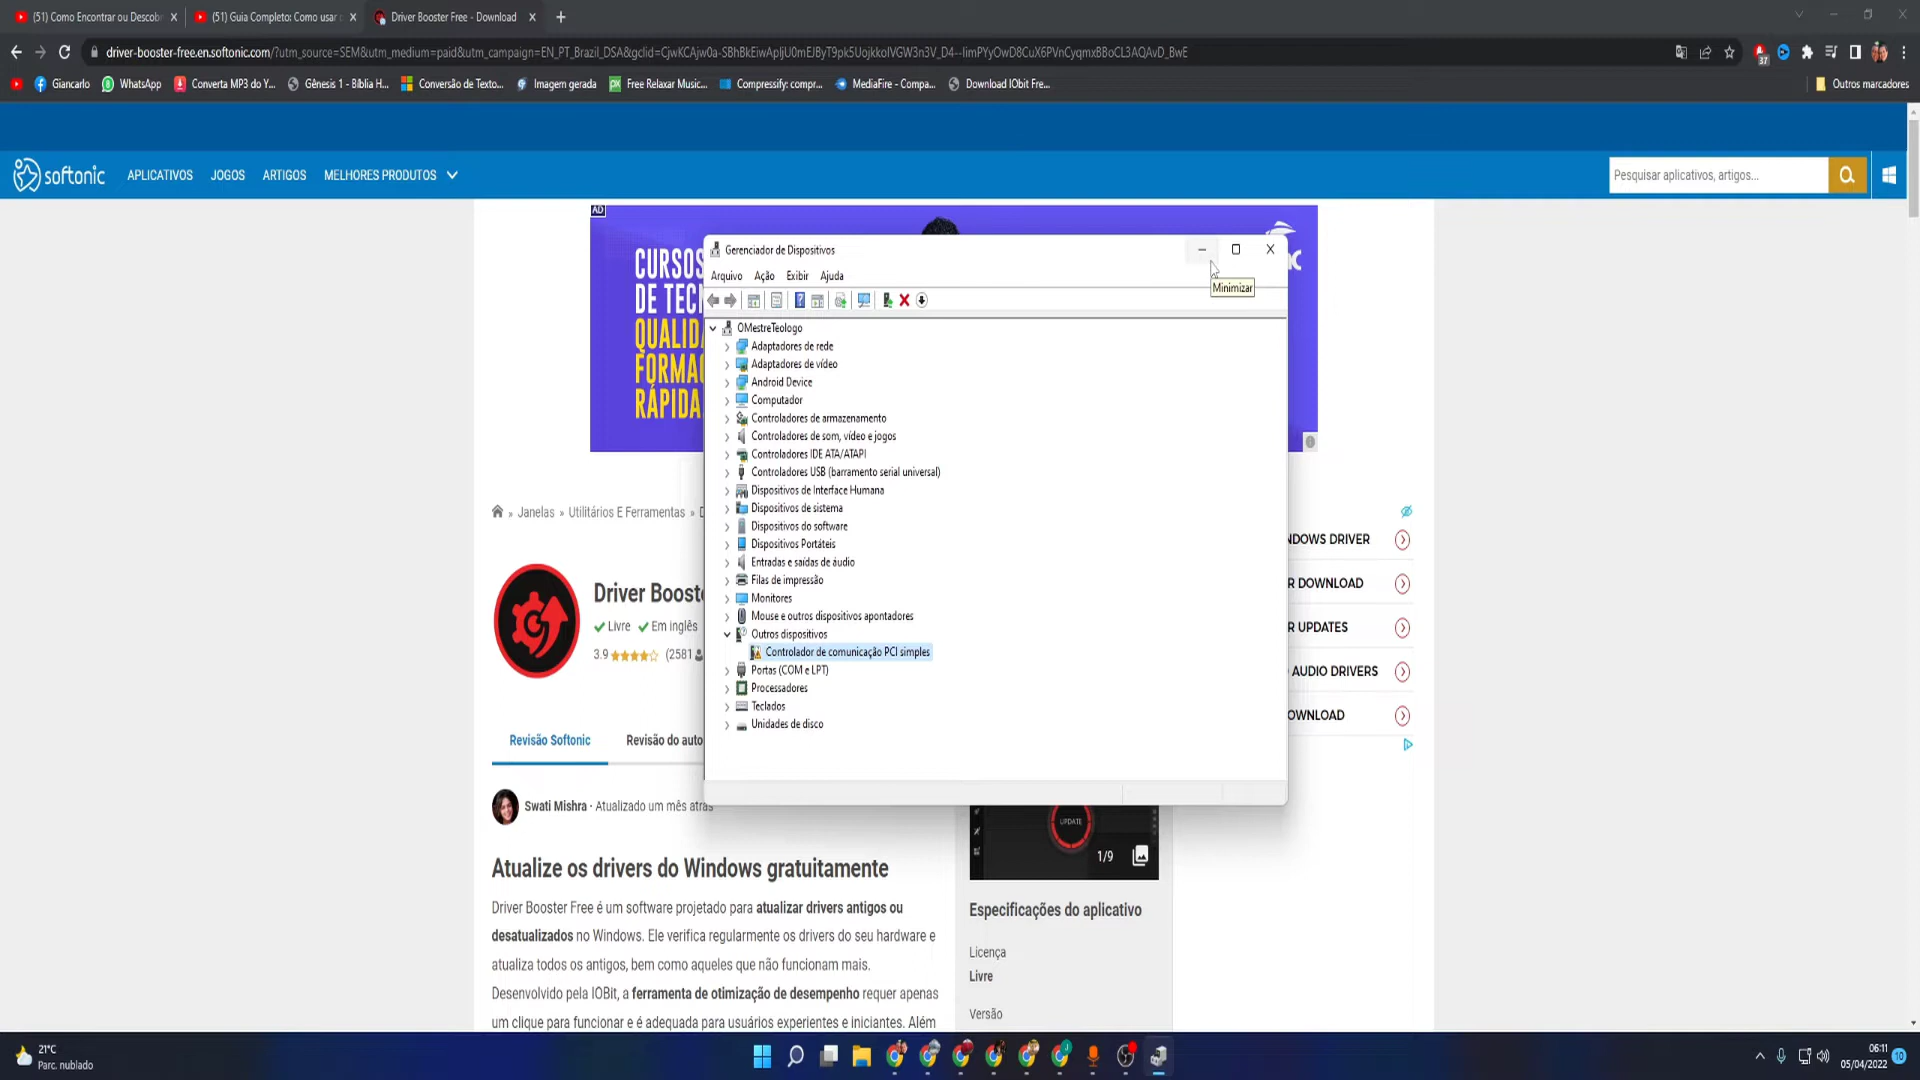 (51) Como Encontrar ou Descob
(51) Guia Completo: Como usar
Driver Booster Free - Download
driver-booster-free.en.softonic.com/?utm_source=SEM&utm_medium=paid&utm_campaign=EN_PT_Brazil_DSA&gclid=
37
Giancarlo
WhatsApp
Converta MP3 do Y...
Gênesis 1 - Bíblia H...
Conversão de Texto...
Imagem gerada
Free Relaxar Music...
Compressify: compr...
MediaFire - Compa...
Download IObit Fre...
Outros marcadores
softonic
APLICATIVOS
JOGOS
ARTIGOS
MELHORES PRODUTOS
Pesquisar aplicativos, artigos...
AD
CURSOS
DE TEC
QUALID
FORMAÇ
RÁPIDA
Gerenciador de Dispositivos
Minimizar
Arquivo Ação Exibir Ajuda
OMestreTeologo
Adaptadores de rede
Adaptadores de vídeo
Android Device
Computador
Controladores de armazenamento
Controladores de som, vídeo e jogos
Controladores IDE ATA/ATAPI
Controladores USB (barramento serial universal)
Dispositivos de Interface Humana
Dispositivos de sistema
Dispositivos do software
Dispositivos Portáteis
Entradas e saídas de áudio
Filas de impressão
Monitores
Mouse e outros dispositivos apontadores
Outros dispositivos
Controlador de comunicação PCI simples
Portas (COM e LPT)
Processadores
Teclados
Unidades de disco
» Janelas » Utilitários E Ferramentas »
Driver Boost
Livre Em inglês
3.9 (2581
Revisão Softonic
Revisão do auto
Swati Mishra · Atualizado um mês atrás
Atualize os drivers do Windows gratuitamente
Driver Booster Free é um software projetado para atualizar drivers antigos ou
desatualizados no Windows. Ele verifica regularmente os drivers do seu hardware e
atualiza todos os antigos, bem como aqueles que não funcionam mais.
Desenvolvido pela IOBit, a ferramenta de otimização de desempenho requer apenas
um clique para funcionar e é adequada para usuários experientes e iniciantes. Além
NDOWS DRIVER
R DOWNLOAD
R UPDATES
AUDIO DRIVERS
OWNLOAD
UPDATE
1/9
Especificações do aplicativo
Licença
Livre
Versão
21°C
Parc. nublado
06:11
05/04/2022
10